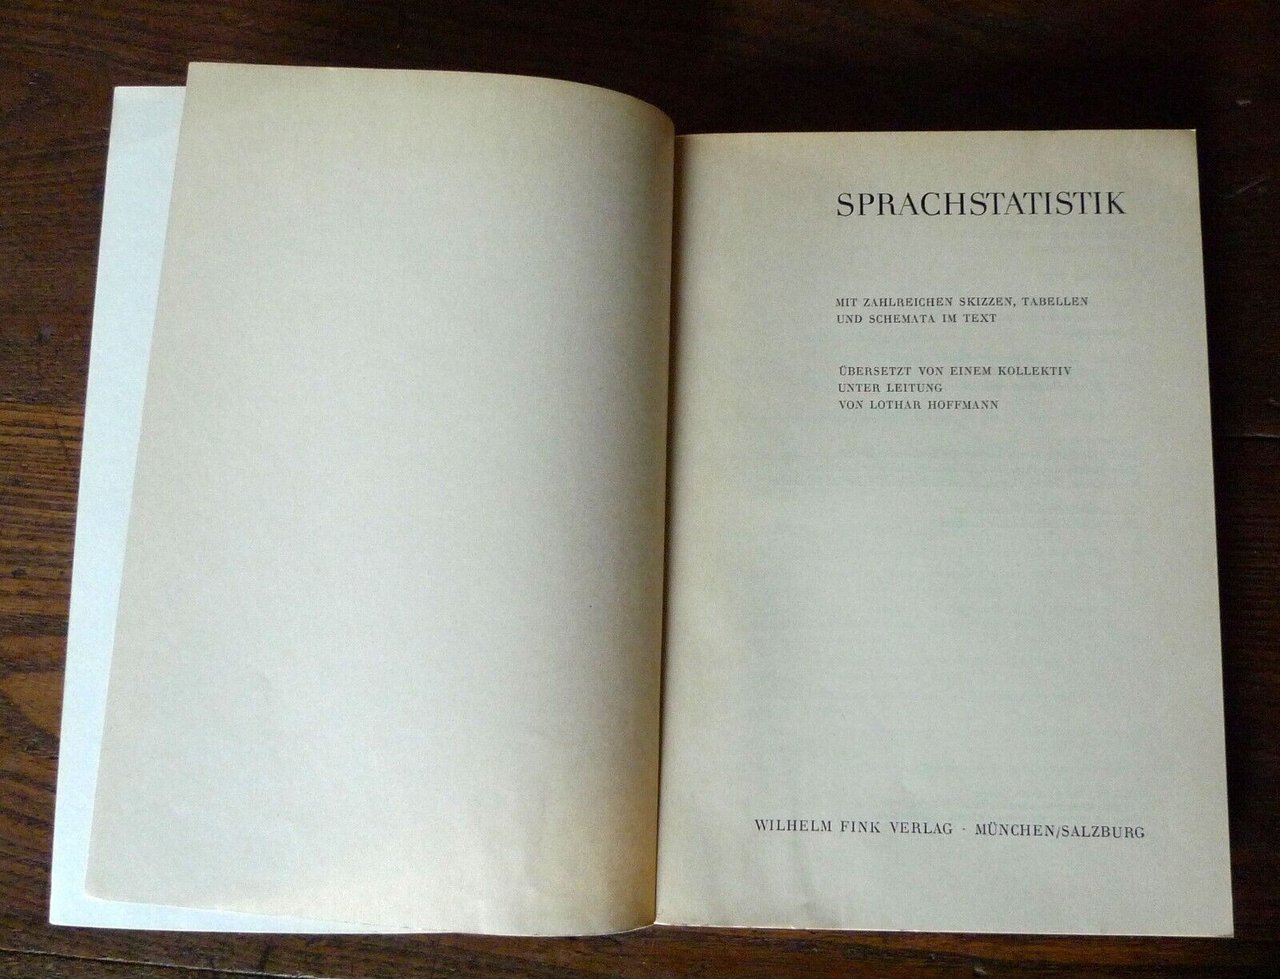 SPRACHSTATISTIK
MIT ZAHLREICHEN SKIZZEN, TABELLEN
UND SCHEMATA IM TEXT
ÜBERSETZT VON EINEM KOLLEKTIV
UNTER LEITUNG
VON LOTHAR HOFFMANN
WILHELM FINK VERLAG · MÜNCHEN/SALZBURG